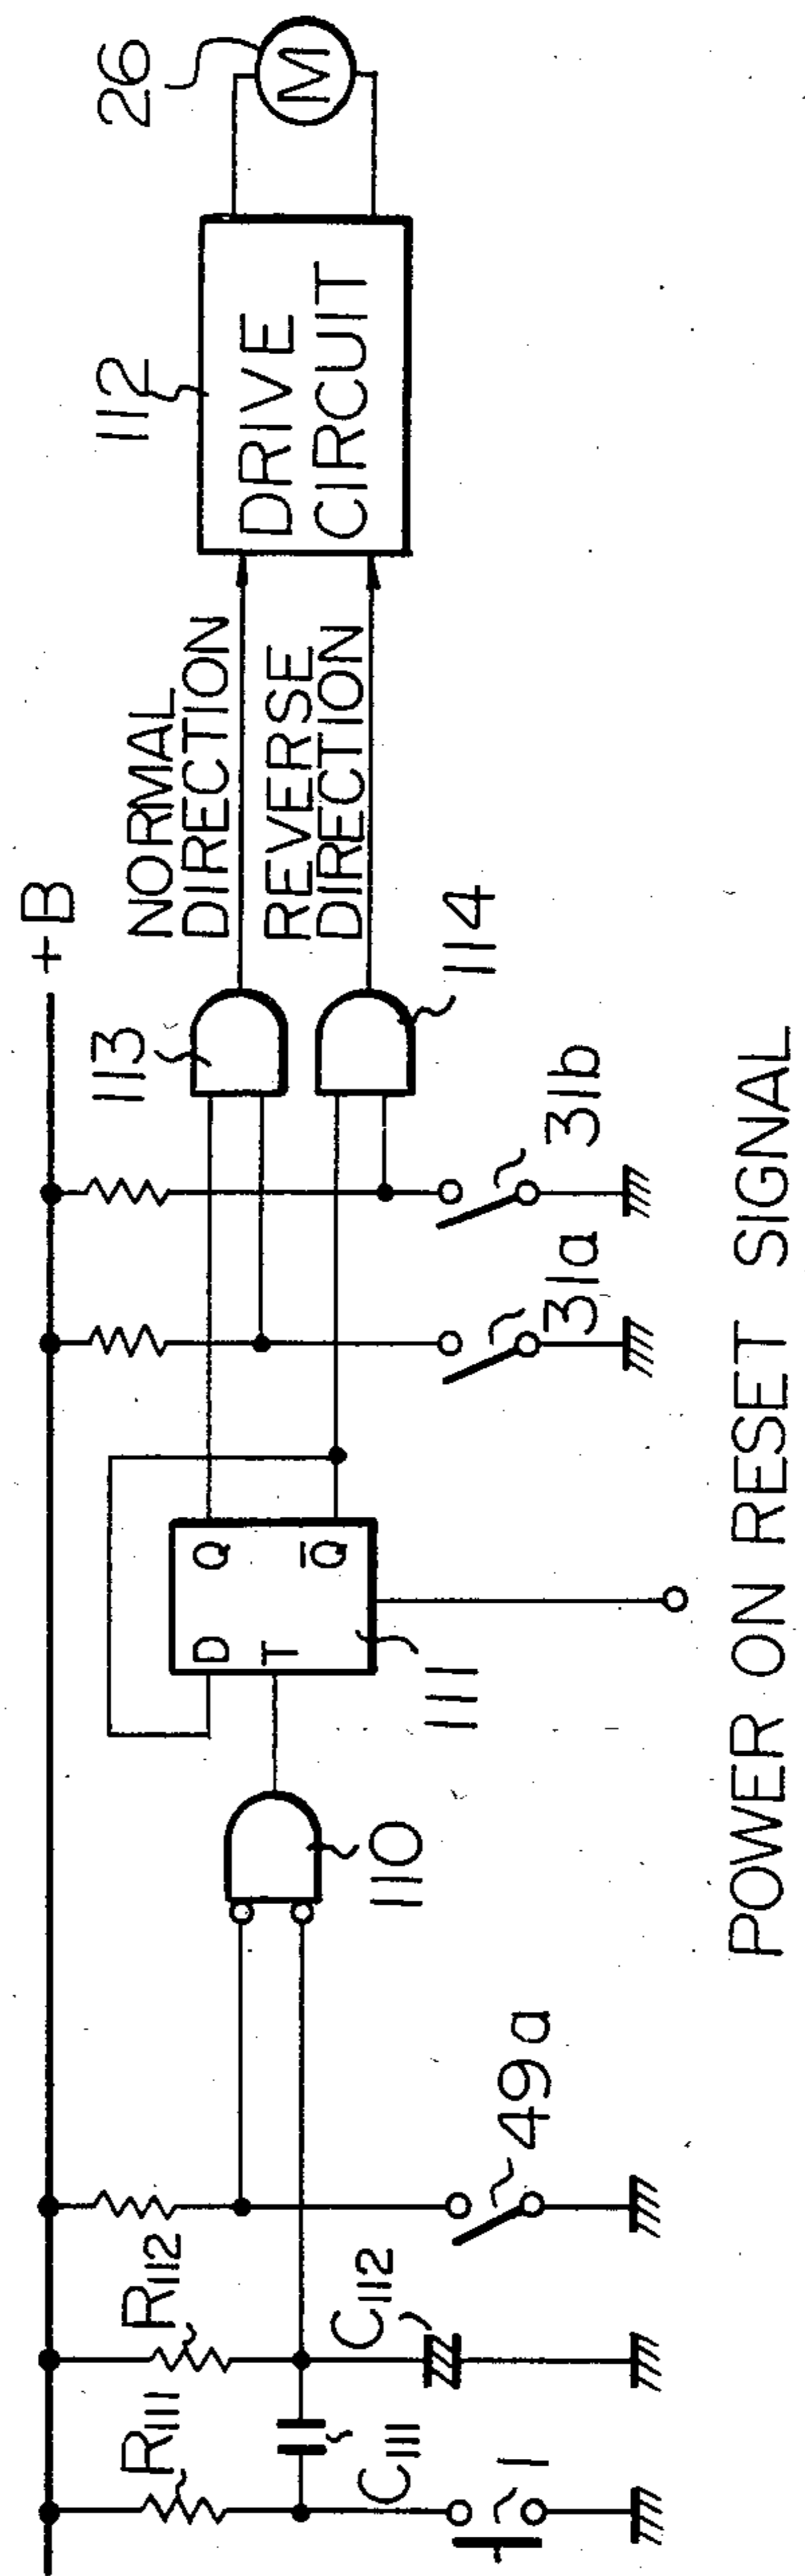 +B
R111
R112
C111
C112
1
49a
110
D
Q
T
Q̅
111
31a
31b
113
114
NORMAL
DIRECTION
REVERSE
DIRECTION
112
DRIVE
CIRCUIT
26
M
POWER ON RESET SIGNAL